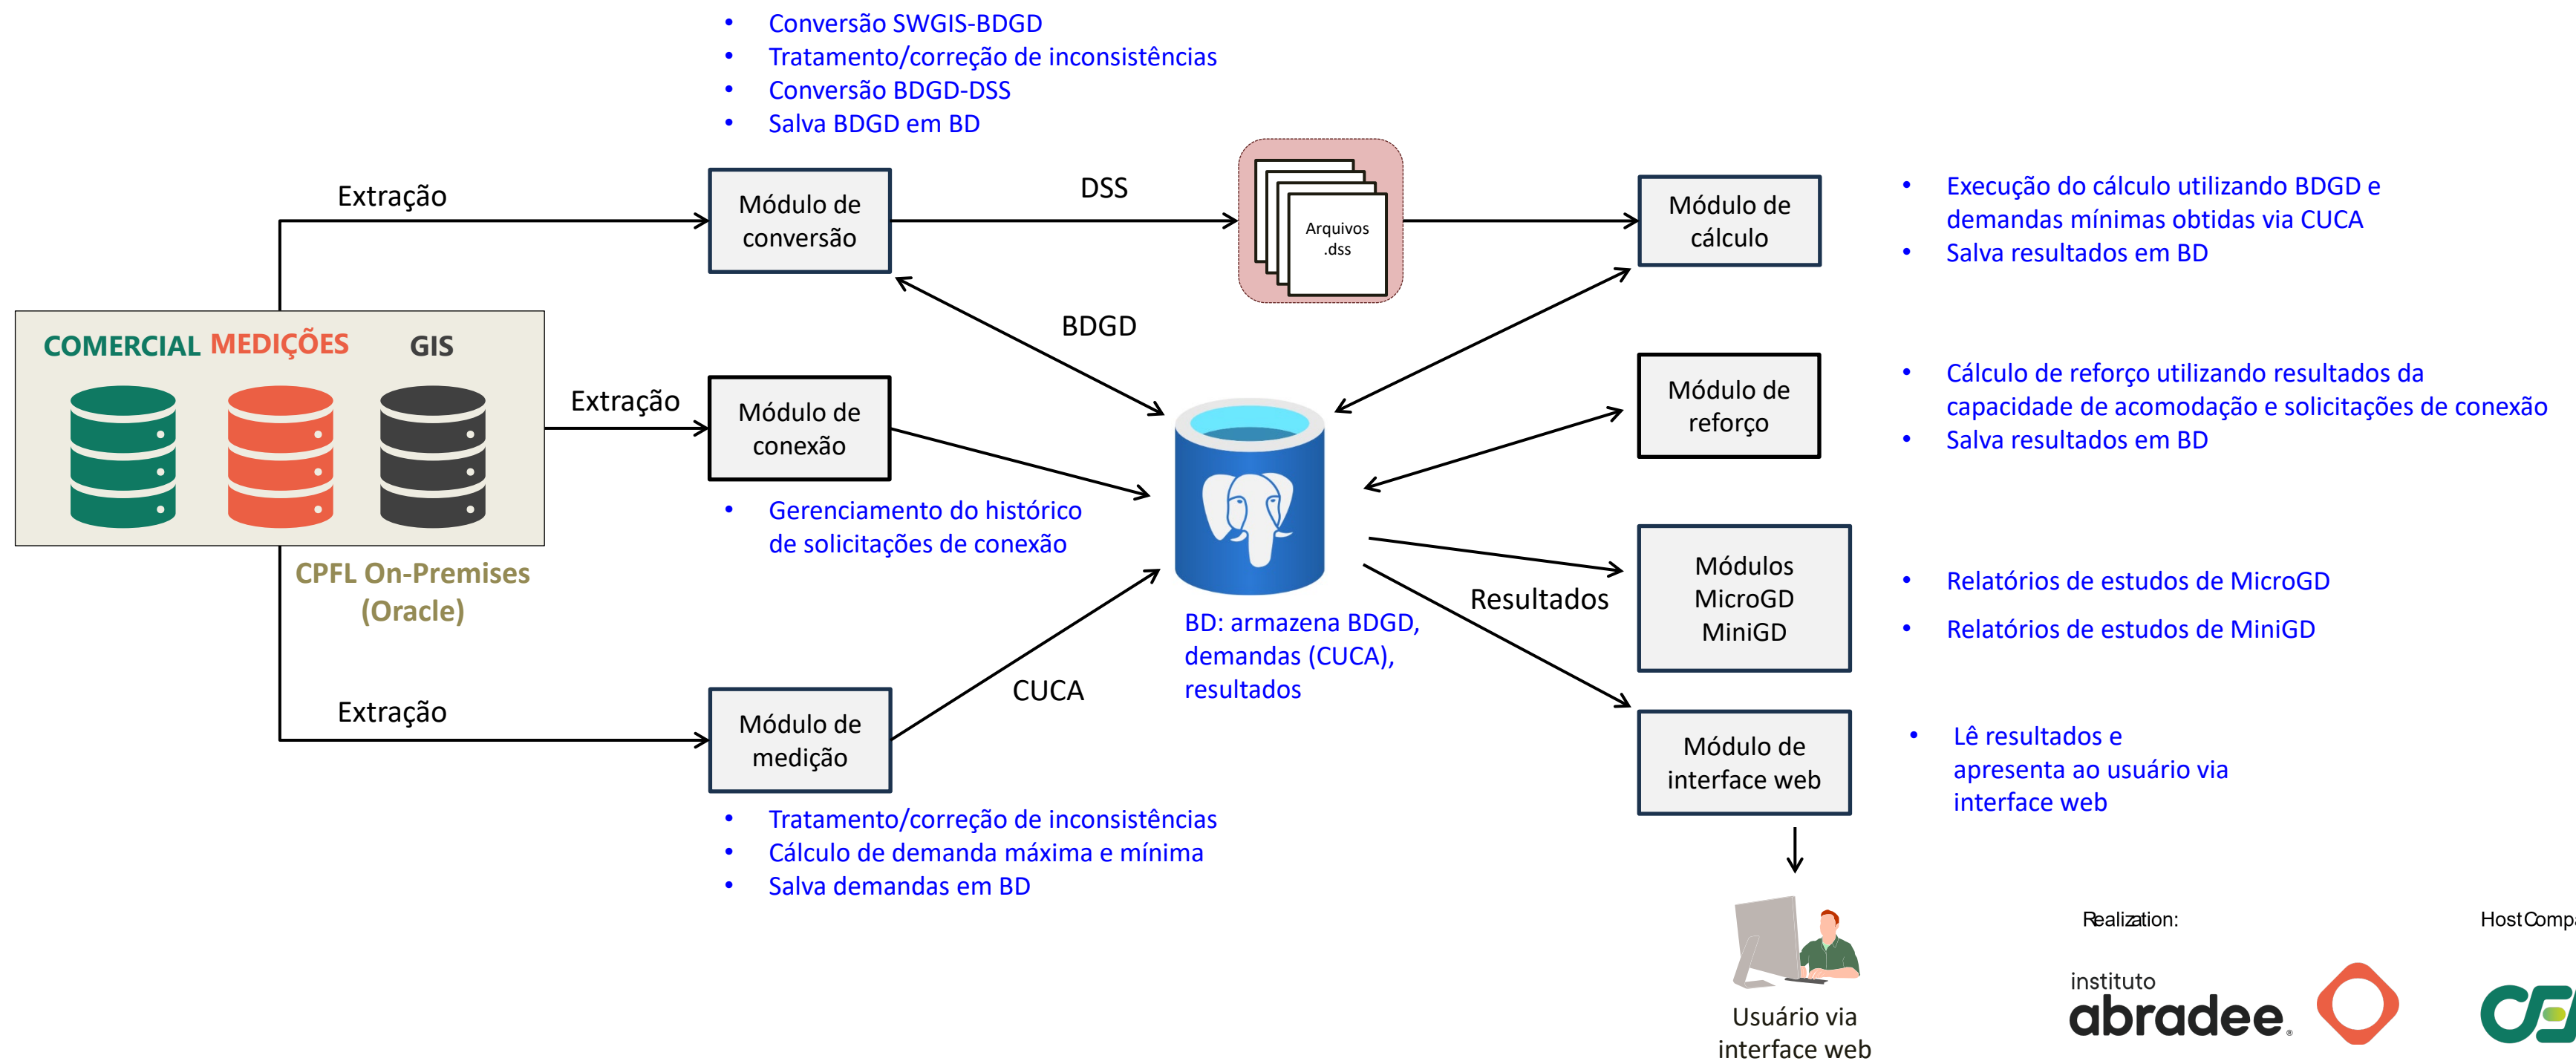 • Conversão SWGIS-BDGD
• Tratamento/correção de inconsistências
• Conversão BDGD-DSS
• Salva BDGD em BD
Extração
Módulo de
conversão
DSS
Arquivos
.dss
Módulo de
cálculo
• Execução do cálculo utilizando BDGD e
demandas mínimas obtidas via CUCA
• Salva resultados em BD
COMERCIAL MEDIÇÕES GIS
BDGD
Extração
Módulo de
conexão
Módulo de
reforço
• Cálculo de reforço utilizando resultados da
capacidade de acomodação e solicitações de conexão
• Salva resultados em BD
• Gerenciamento do histórico
de solicitações de conexão
CPFL On-Premises
(Oracle)
Módulos
MicroGD
MiniGD
Resultados
• Relatórios de estudos de MicroGD
• Relatórios de estudos de MiniGD
BD: armazena BDGD,
demandas (CUCA),
resultados
CUCA
Extração
Módulo de
medição
Módulo de
interface web
• Lê resultados e
apresenta ao usuário via
interface web
• Tratamento/correção de inconsistências
• Cálculo de demanda máxima e mínima
• Salva demandas em BD
Usuário via
interface web
Realization:
instituto
abradee
Host